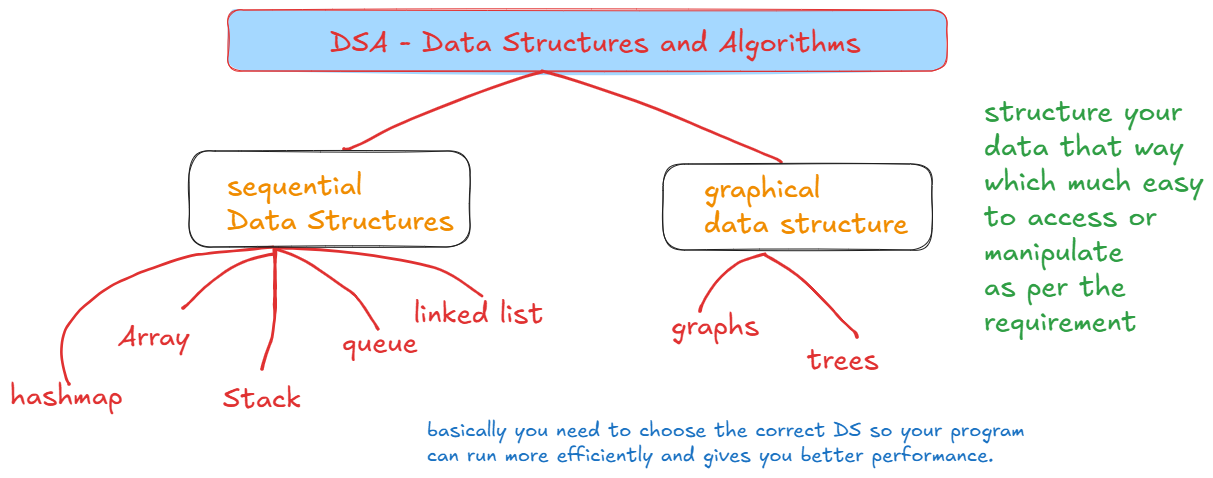 DSA - Data Structures and Algorithms
sequential
Data Structures
graphical
data structure
structure your
data that way
which much easy
to access or
manipulate
as per the
requirement
hashmap
Array
Stack
queue
linked list
graphs
trees
basically you need to choose the correct DS so your program
can run more efficiently and gives you better performance.